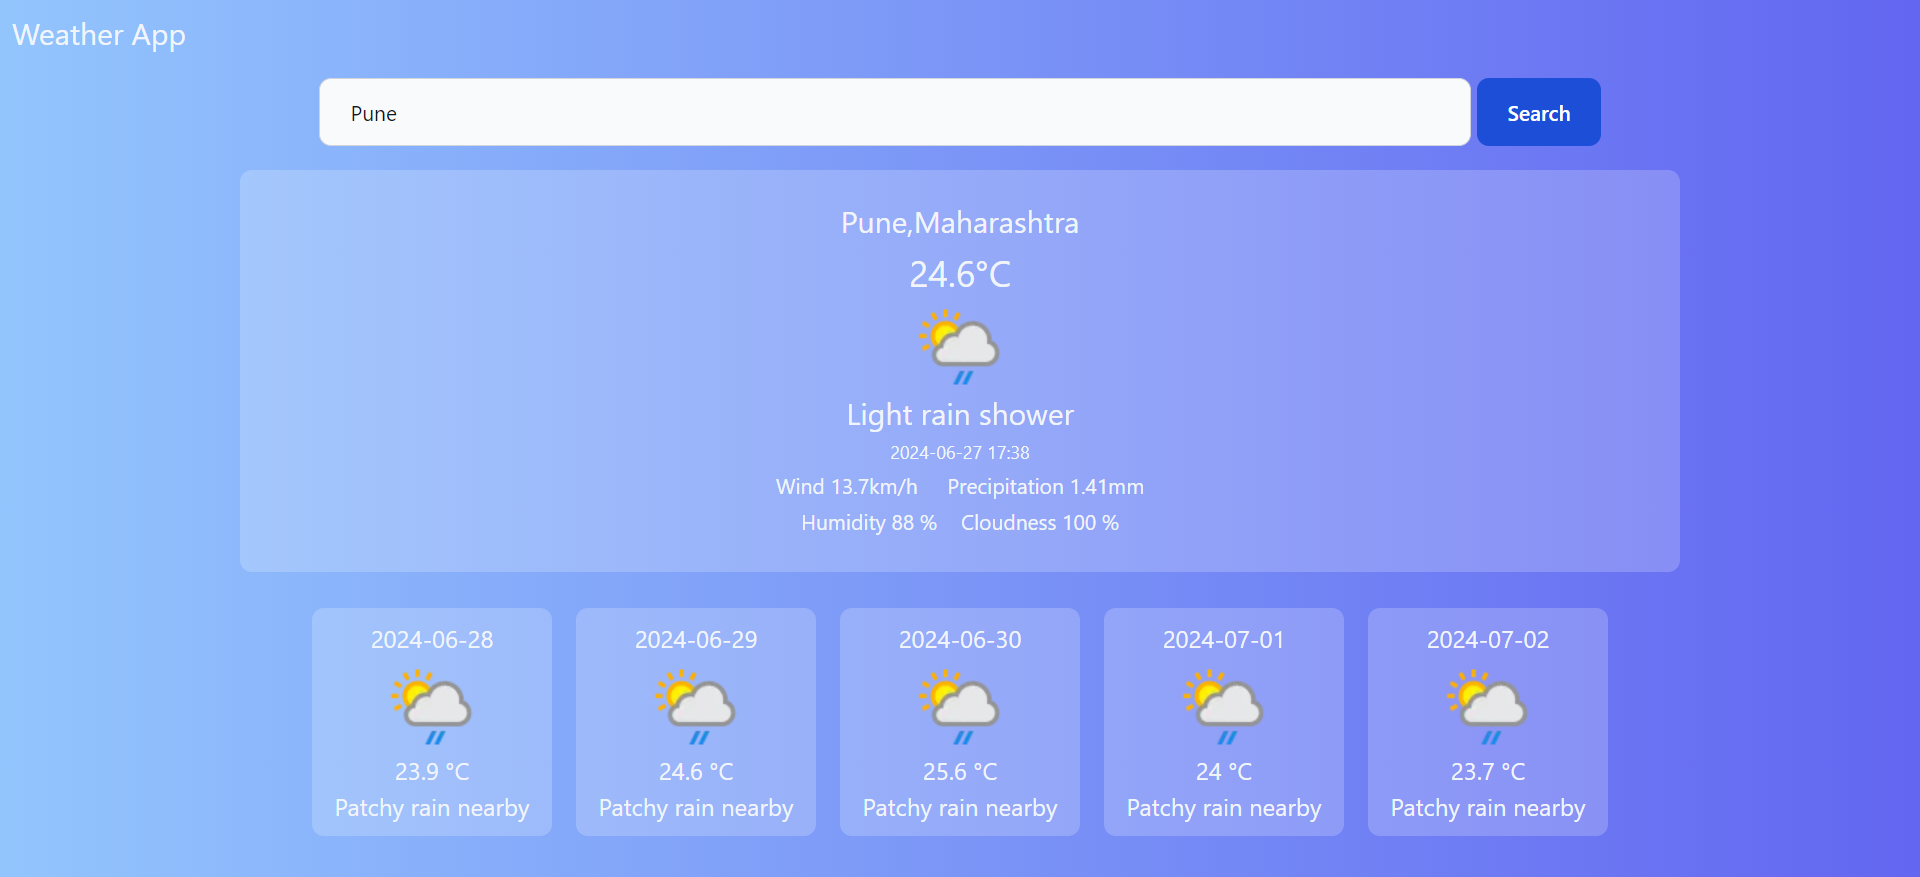 Weather App
Pune
Search
Pune,Maharashtra
24.6°C
Light rain shower
2024-06-27 17:38
Wind 13.7km/h Precipitation 1.41mm
Humidity 88 % Cloudness 100 %
2024-06-28 2024-06-29 2024-06-30 2024-07-01 2024-07-02
23.9 °C 24.6 °C 25.6 °C 24 °C 23.7 °C
Patchy rain nearby Patchy rain nearby Patchy rain nearby Patchy rain nearby Patchy rain nearby